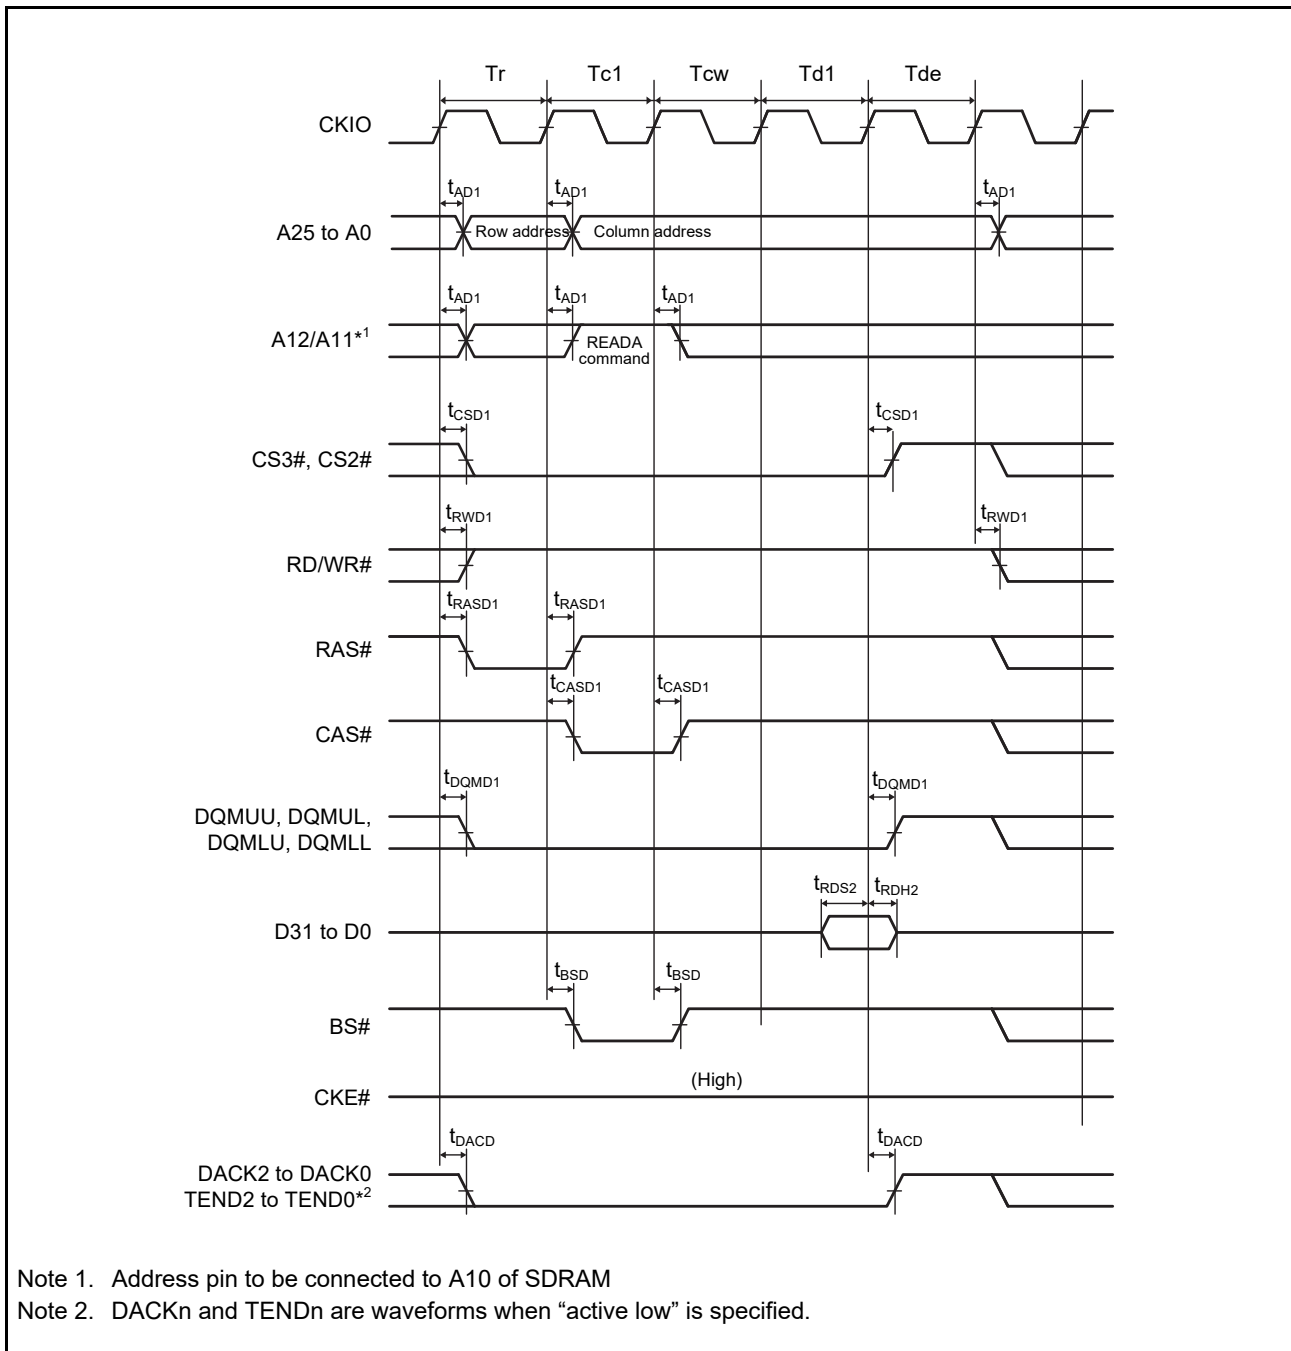 Tr Tc1 Tcw Td1 Tde
CKIO
tAD1 tAD1 tAD1
A25 to A0
Row address Column address
tAD1 tAD1 tAD1
A12/A11*1
READA
command
tCSD1 tCSD1
CS3#, CS2#
tRWD1 tRWD1
RD/WR#
tRASD1 tRASD1
RAS#
tCASD1 tCASD1
CAS#
tDQMD1 tDQMD1
DQMUU, DQMUL,
DQMLU, DQMLL
tRDS2 tRDH2
D31 to D0
tBSD tBSD
BS#
(High)
CKE#
tDACD tDACD
DACK2 to DACK0
TEND2 to TEND0*2
Note 1. Address pin to be connected to A10 of SDRAM
Note 2. DACKn and TENDn are waveforms when “active low” is specified.